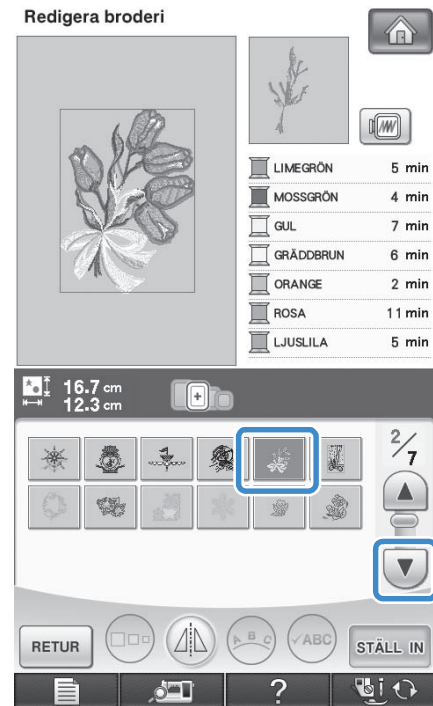 Redigera broderi
LIMEGRÖN 5 min
MOSSGRÖN 4 min
GUL 7 min
GRÄDDBRUN 6 min
ORANGE 2 min
ROSA 11 min
LJUSLILA 5 min
16.7 cm
12.3 cm
2/7
RETUR
A B C
✓ABC
STÄLL IN
?